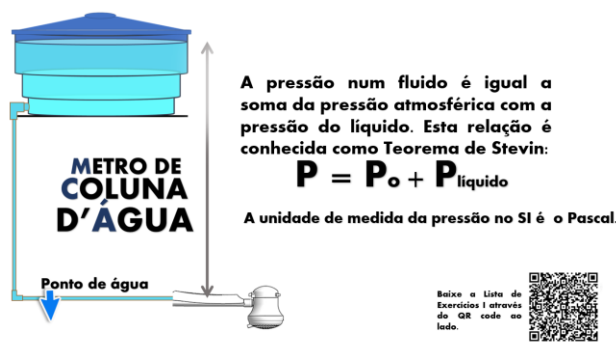 METRO DE
COLUNA
D'ÁGUA
Ponto de água
A pressão num fluido é igual a
soma da pressão atmosférica com a
pressão do líquido. Esta relação é
conhecida como Teorema de Stevin:
P = Po + Plíquido
A unidade de medida da pressão no SI é o Pascal.
Baixe a Lista de
Exercícios I através
do QR code ao
lado.